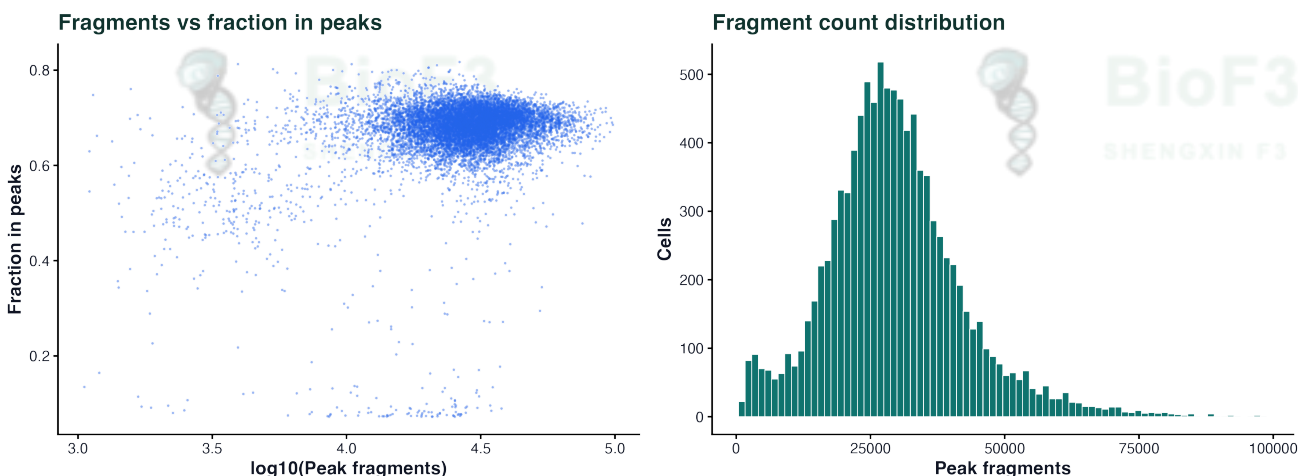 Fragments vs fraction in peaks
BioF3
Fraction in peaks
0.8
0.6
0.4
0.2
3.0 3.5 4.0 4.5 5.0
log10(Peak fragments)
Fragment count distribution
BioF3
SHENGXIN F3
Cells
500
400
300
200
100
0
0 25000 50000 75000 100000
Peak fragments